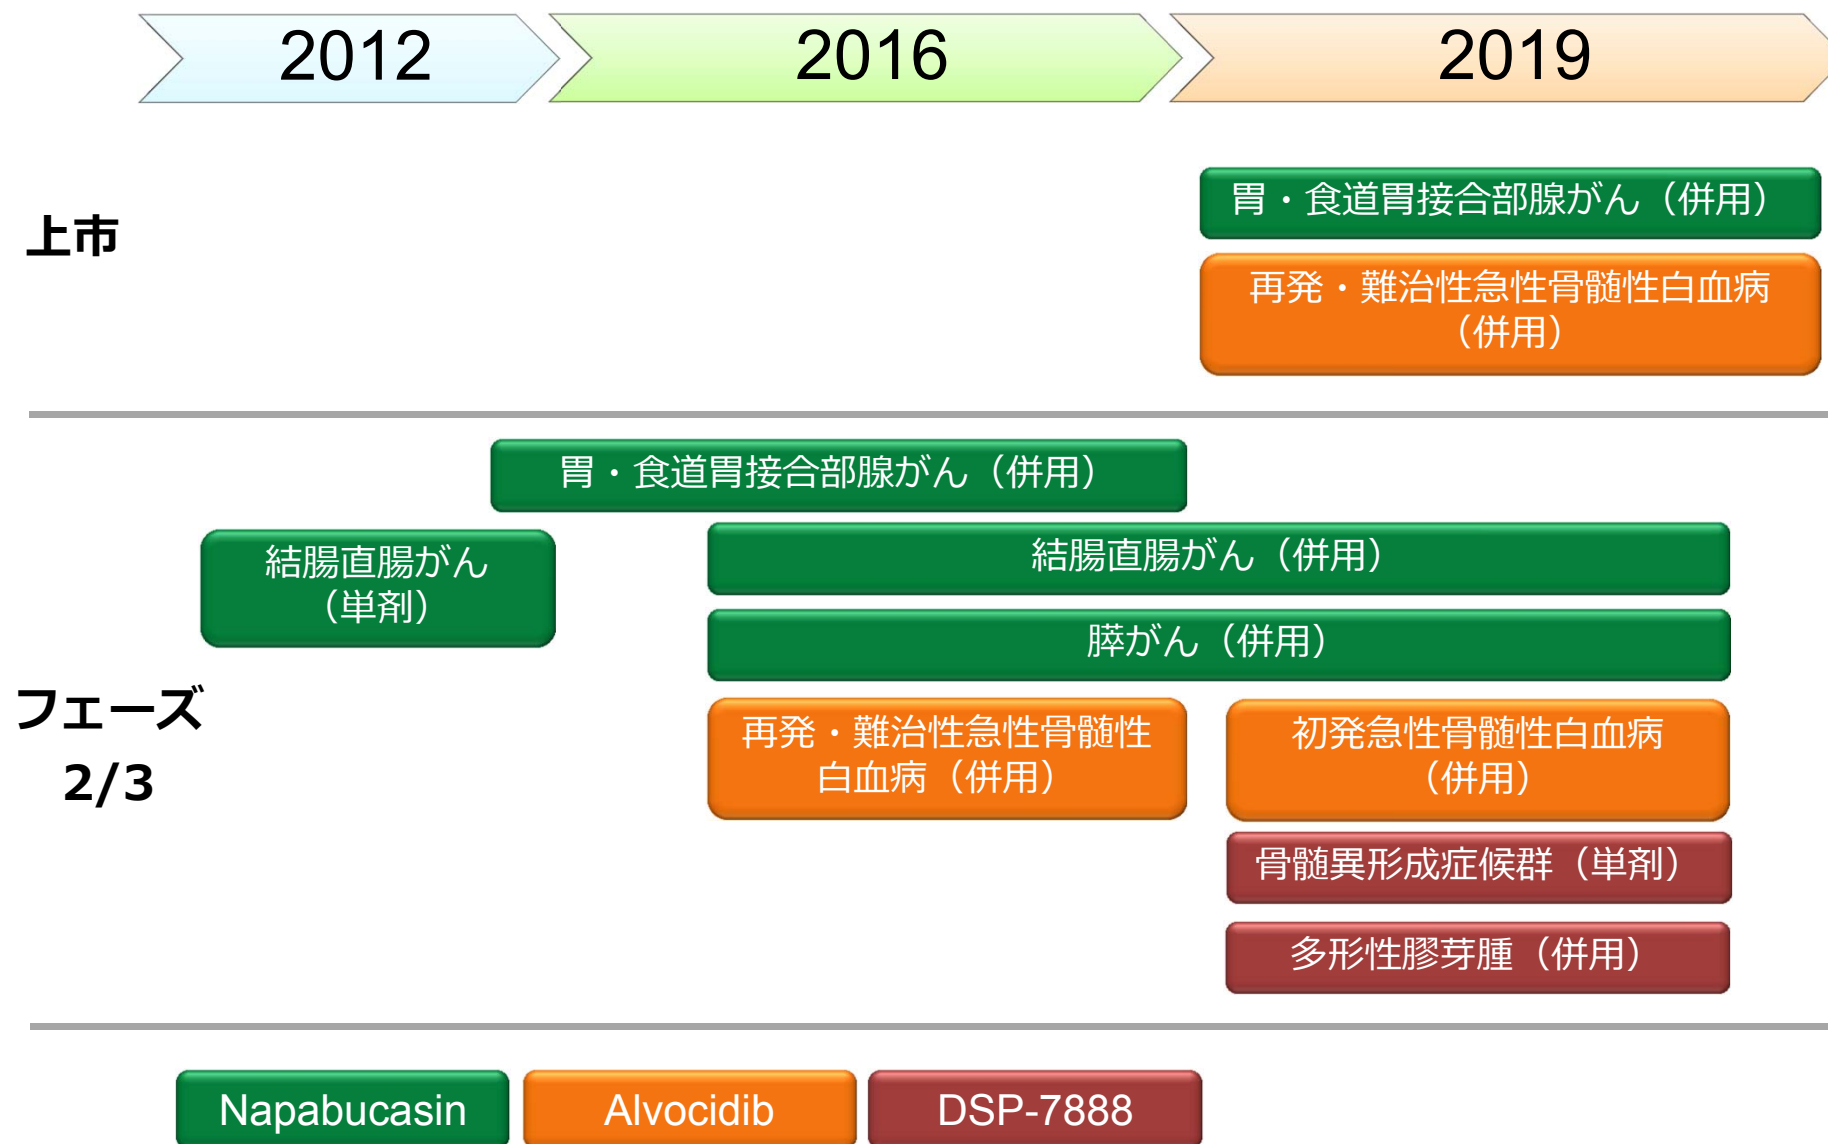 2012
2016
2019
上市
胃・食道胃接合部腺がん（併用）
再発・難治性急性骨髄性白血病
（併用）
胃・食道胃接合部腺がん（併用）
結腸直腸がん
（単剤）
結腸直腸がん（併用）
膵がん（併用）
フェーズ
2/3
再発・難治性急性骨髄性
白血病（併用）
初発急性骨髄性白血病
（併用）
骨髄異形成症候群（単剤）
多形性膠芽腫（併用）
Napabucasin
Alvocidib
DSP-7888